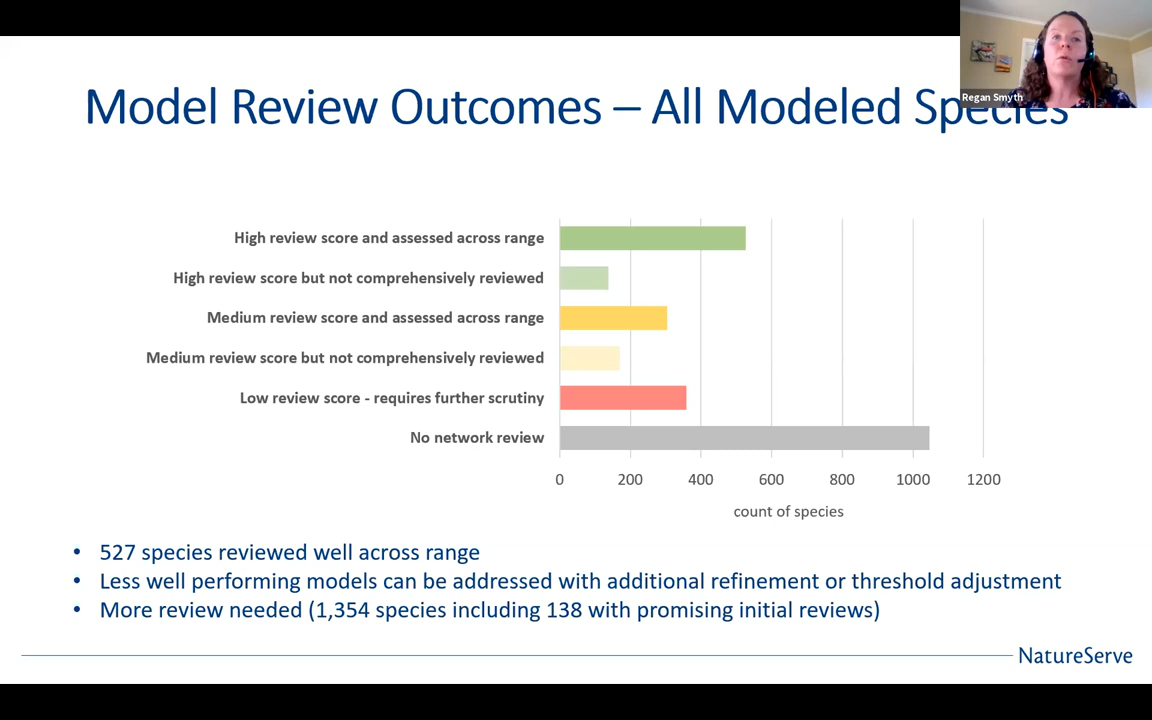 Regan Smyth
Model Review Outcomes – All Modeled Species
High review score and assessed across range
High review score but not comprehensively reviewed
Medium review score and assessed across range
Medium review score but not comprehensively reviewed
Low review score - requires further scrutiny
No network review
0 200 400 600 800 1000 1200
count of species
• 527 species reviewed well across range
• Less well performing models can be addressed with additional refinement or threshold adjustment
• More review needed (1,354 species including 138 with promising initial reviews)
NatureServe